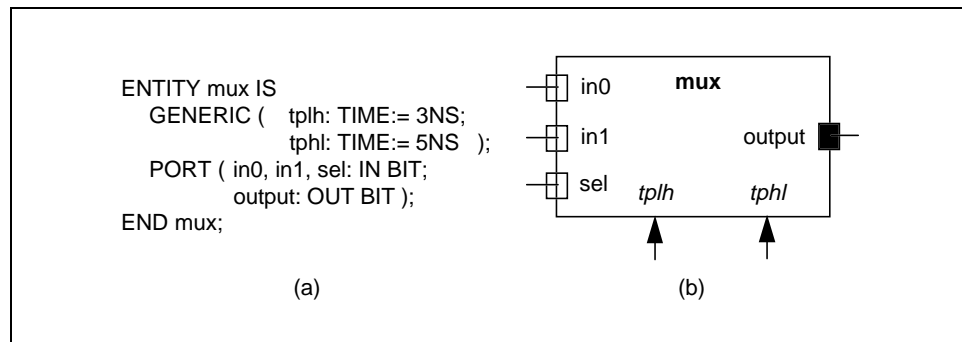 ENTITY mux IS
GENERIC ( tplh: TIME:= 3NS;
tphl: TIME:= 5NS );
PORT ( in0, in1, sel: IN BIT;
output: OUT BIT );
END mux;
(a)
mux
in0
in1
output
sel
tplh tphl
(b)